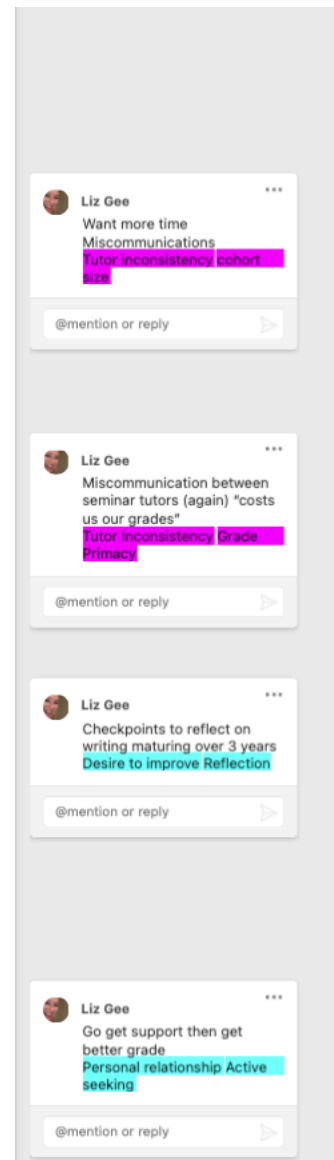 Liz Gee
Want more time
Miscommunications
Tutor inconsistency cohort
size
@mention or reply
Liz Gee
Miscommunication between
seminar tutors (again) “costs
us our grades”
Tutor Inconsistency Grade
Primacy
@mention or reply
Liz Gee
Checkpoints to reflect on
writing maturing over 3 years
Desire to improve Reflection
@mention or reply
Liz Gee
Go get support then get
better grade
Personal relationship Active
seeking
@mention or reply